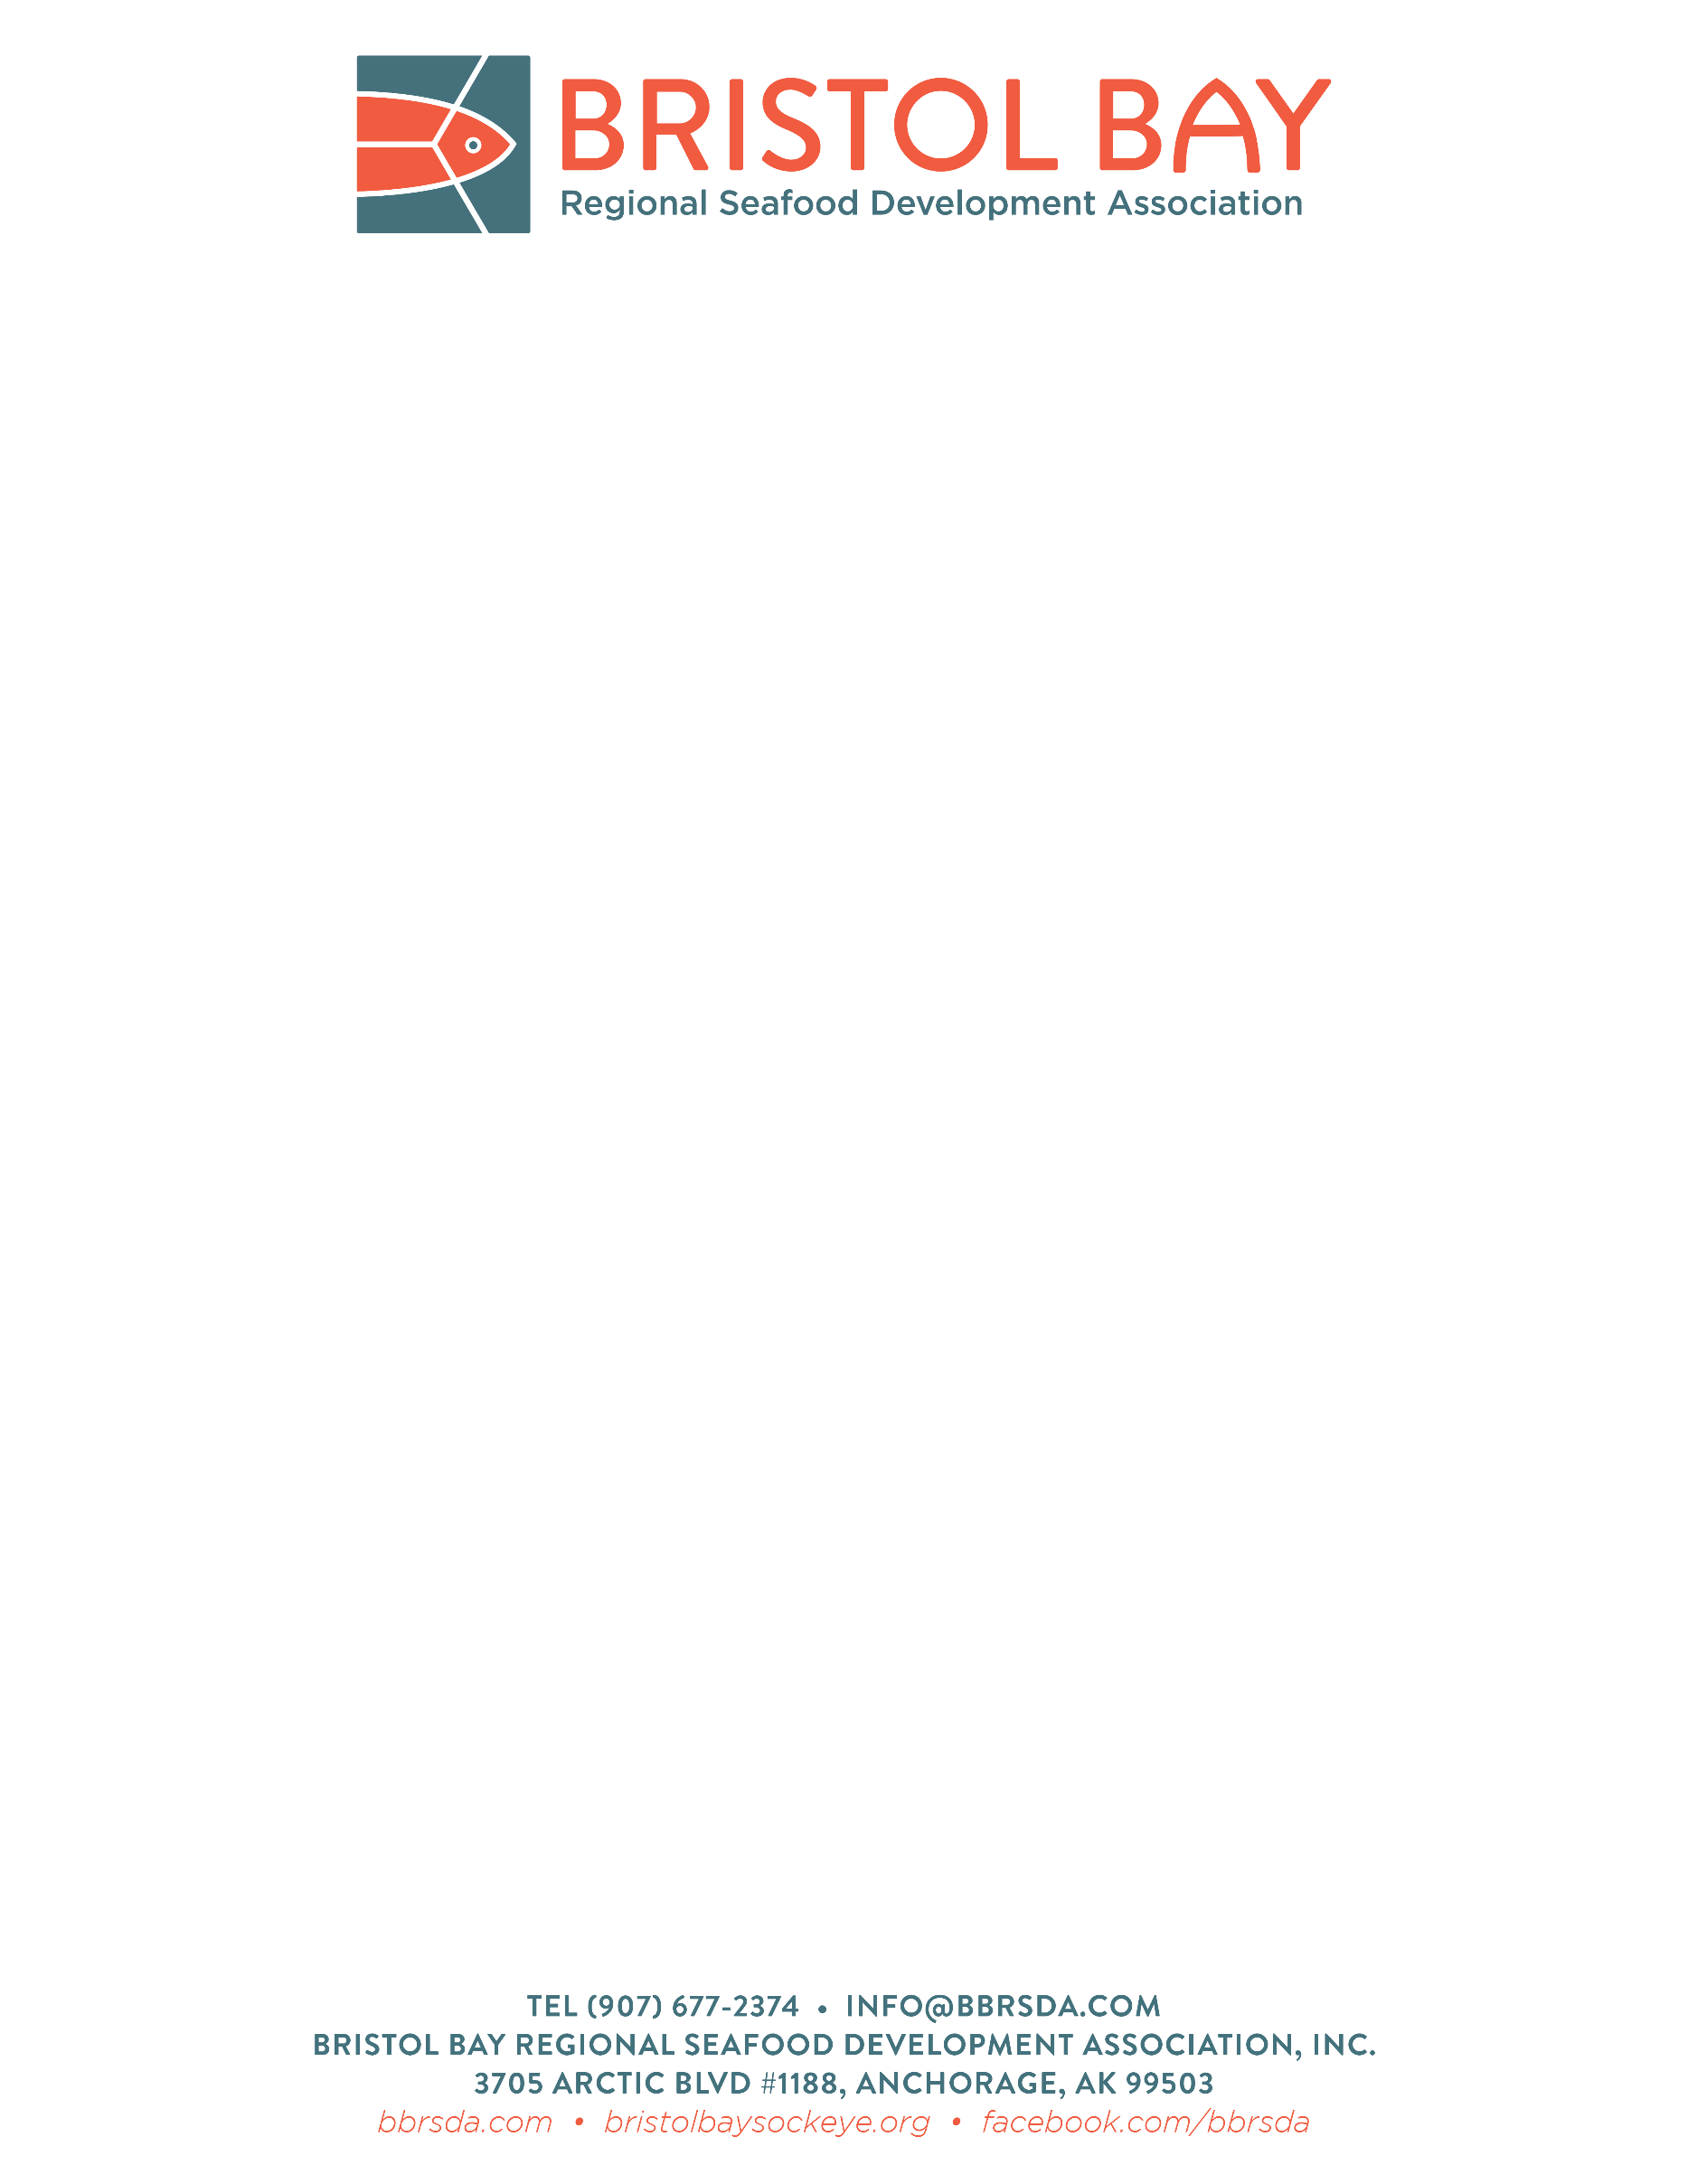 BRISTOL BAY
Regional Seafood Development Association
TEL (907) 677-2374 • INFO@BBRSDA.COM
BRISTOL BAY REGIONAL SEAFOOD DEVELOPMENT ASSOCIATION, INC.
3705 ARCTIC BLVD #1188, ANCHORAGE, AK 99503
bbrsda.com • bristolbaysockeye.org • facebook.com/bbrsda